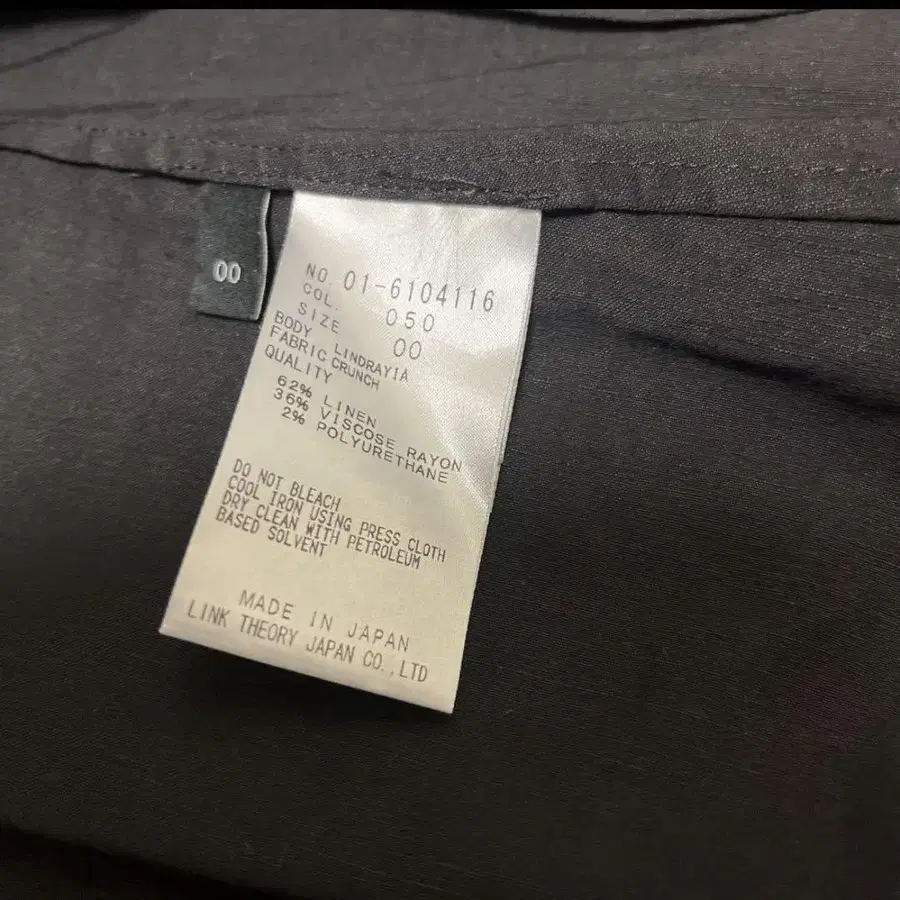 00
NO. 01-6104116
COL. 050
SIZE 00
BODY LINDRAYIA
FABRIC CRUNCH
QUALITY
62% LINEN
36% VISCOSE RAYON
2% POLYURETHANE
DO NOT BLEACH
COOL IRON USING PRESS CLOTH
DRY CLEAN WITH PETROLEUM
BASED SOLVENT
MADE IN JAPAN
LINK THEORY JAPAN CO.,LTD